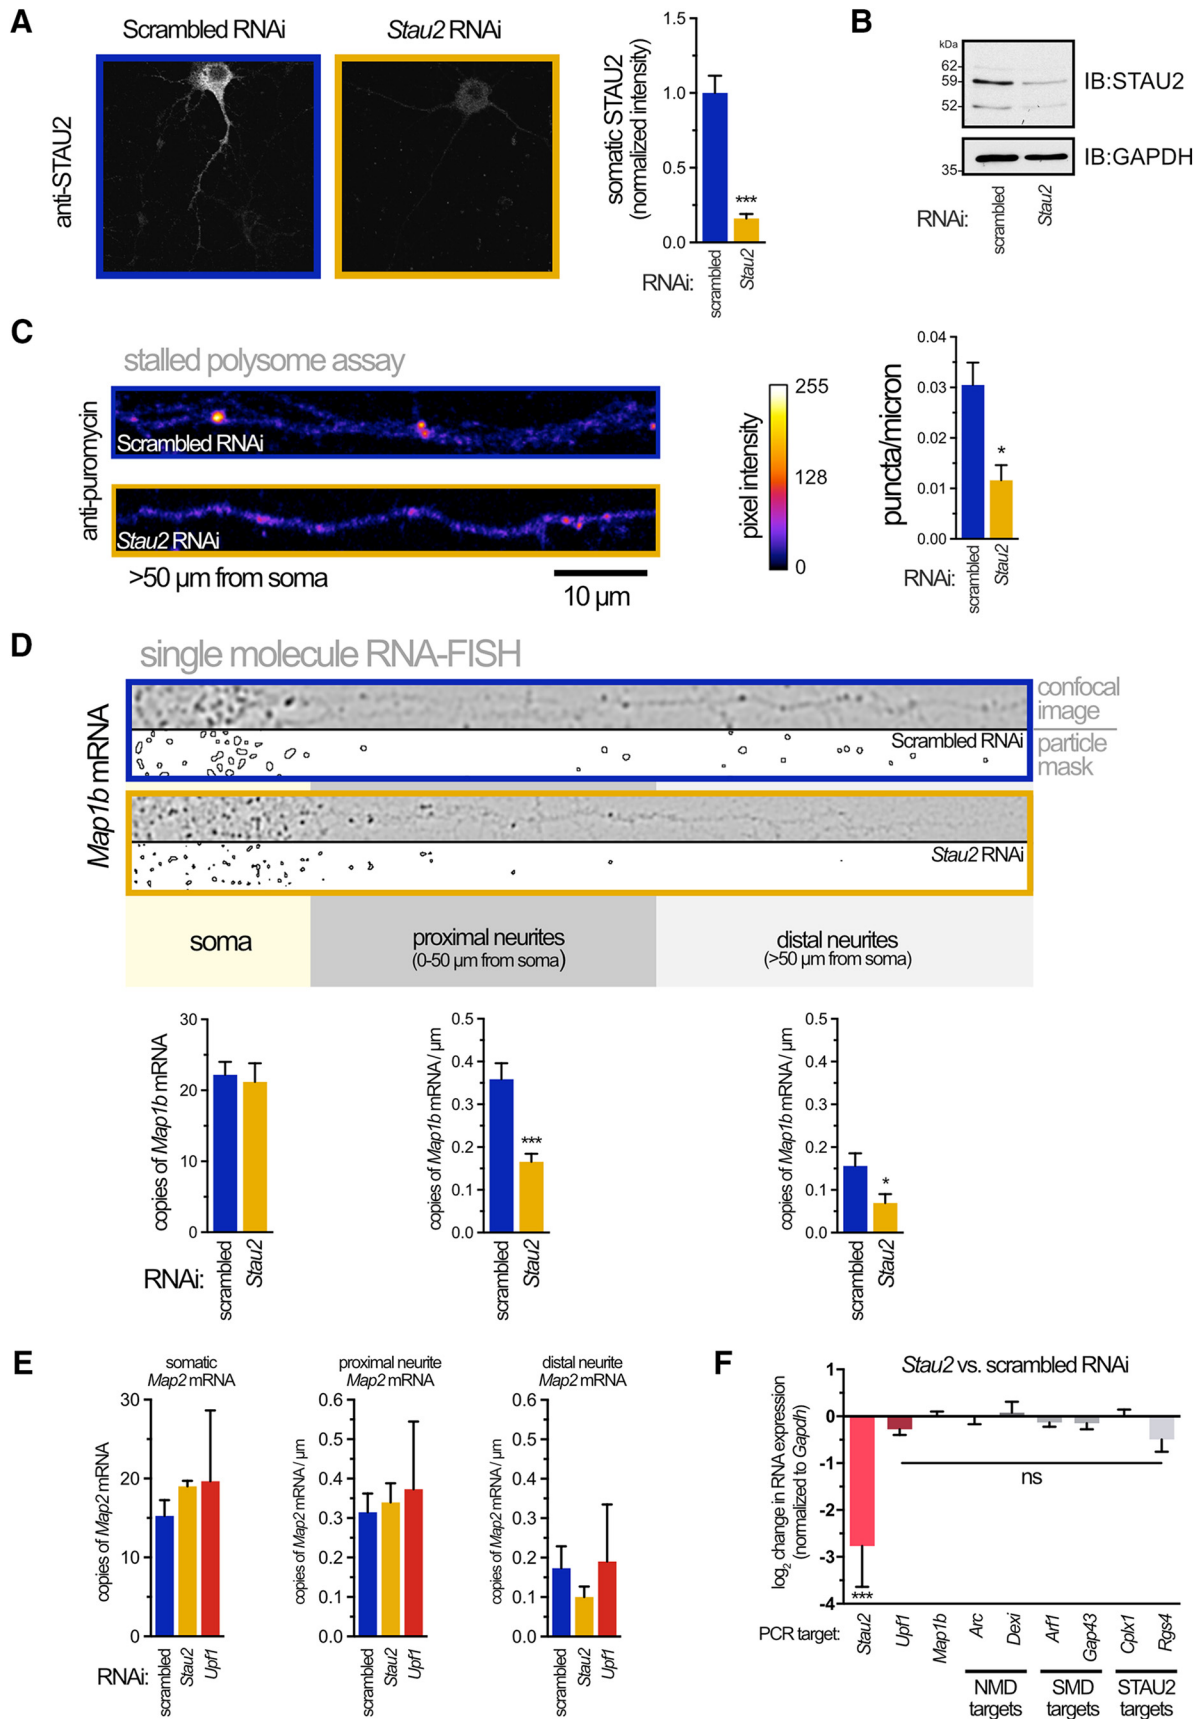 A
Scrambled RNAi
Stau2 RNAi
anti-STAU2
somatic STAU2
(normalized intensity)
1.5
1.0
0.5
0.0
***
RNAi:
scrambled
Stau2
B
kDa
62
59
52
35
IB:STAU2
IB:GAPDH
RNAi:
scrambled
Stau2
C
stalled polysome assay
anti-puromycin
Scrambled RNAi
Stau2 RNAi
>50 µm from soma
10 µm
pixel intensity
255
128
0
puncta/micron
0.04
0.03
0.02
0.01
0.00
*
RNAi:
scrambled
Stau2
D
single molecule RNA-FISH
Map1b mRNA
confocal
image
Scrambled RNAi
particle
mask
Stau2 RNAi
soma
proximal neurites
(0-50 µm from soma)
distal neurites
(>50 µm from soma)
copies of Map1b mRNA
30
20
10
0
RNAi:
scrambled
Stau2
copies of Map1b mRNA / µm
0.5
0.4
0.3
0.2
0.1
0.0
***
scrambled
Stau2
copies of Map1b mRNA / µm
0.5
0.4
0.3
0.2
0.1
0.0
*
scrambled
Stau2
E
somatic
Map2 mRNA
copies of Map2 mRNA
30
20
10
0
RNAi:
scrambled
Stau2
Upf1
proximal neurite
Map2 mRNA
copies of Map2 mRNA / µm
0.6
0.5
0.4
0.3
0.2
0.1
0.0
scrambled
Stau2
Upf1
distal neurite
Map2 mRNA
copies of Map2 mRNA / µm
0.6
0.5
0.4
0.3
0.2
0.1
0.0
scrambled
Stau2
Upf1
F
Stau2 vs. scrambled RNAi
log2 change in RNA expression
(normalized to Gapdh)
1
0
-1
-2
-3
-4
ns
***
PCR target:
Stau2
Upf1
Map1b
Arc
Dexi
Arf1
Gap43
Cplx1
Rgs4
NMD
targets
SMD
targets
STAU2
targets